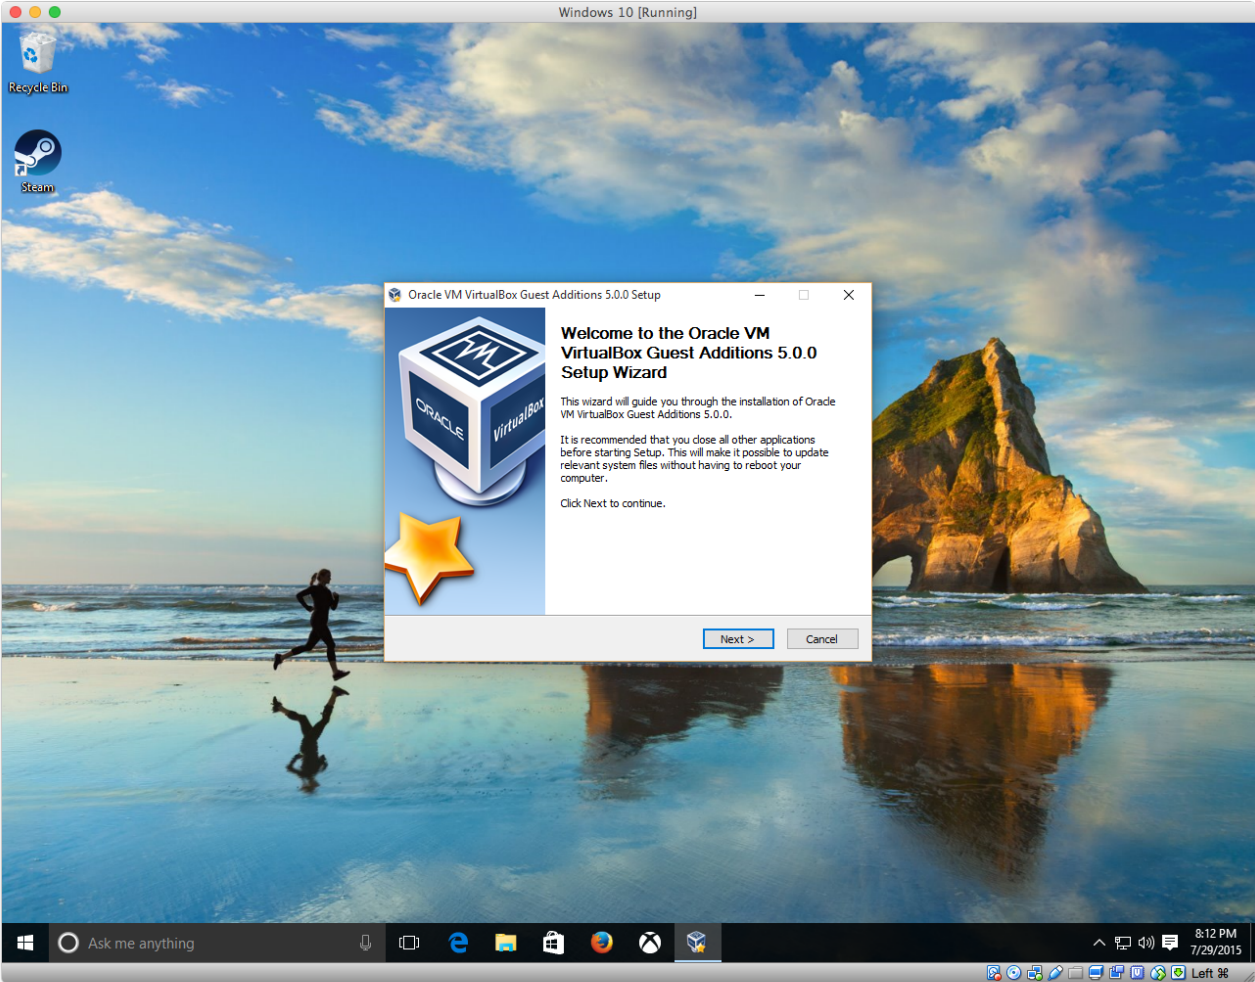 Windows 10 [Running]
Recycle Bin
Steam
Oracle VM VirtualBox Guest Additions 5.0.0 Setup
ORACLE
VirtualBox
Welcome to the Oracle VM
VirtualBox Guest Additions 5.0.0
Setup Wizard
This wizard will guide you through the installation of Oracle
VM VirtualBox Guest Additions 5.0.0.
It is recommended that you close all other applications
before starting Setup. This will make it possible to update
relevant system files without having to reboot your
computer.
Click Next to continue.
Next >
Cancel
Ask me anything
8:12 PM
7/29/2015
Left ⌘